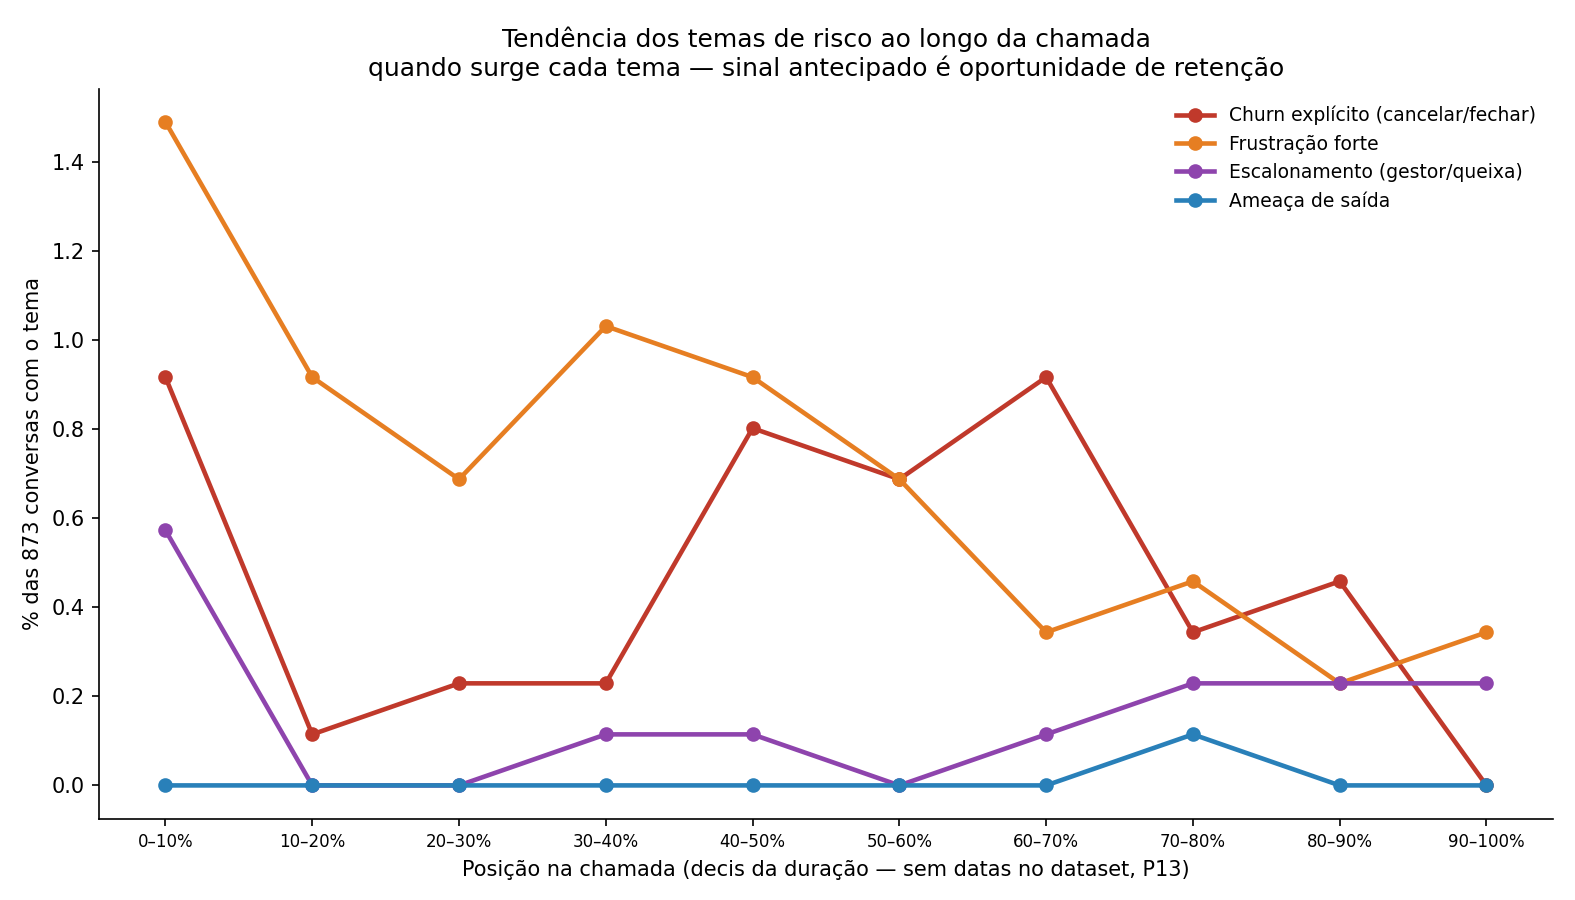 Tendência dos temas de risco ao longo da chamada
quando surge cada tema — sinal antecipado é oportunidade de retenção
Churn explícito (cancelar/fechar)
Frustração forte
Escalonamento (gestor/queixa)
Ameaça de saída
% das 873 conversas com o tema
1.4
1.2
1.0
0.8
0.6
0.4
0.2
0.0
0–10% 10–20% 20–30% 30–40% 40–50% 50–60% 60–70% 70–80% 80–90% 90–100%
Posição na chamada (decis da duração — sem datas no dataset, P13)